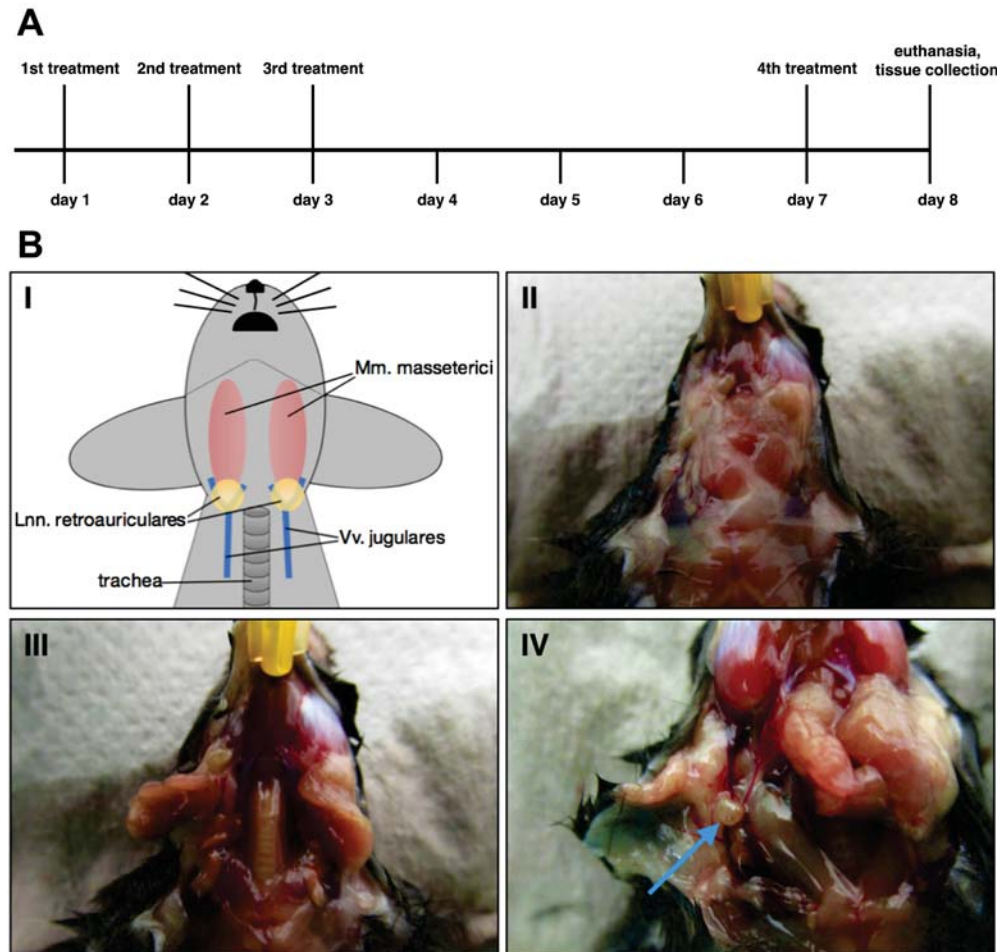 A
1st treatment
2nd treatment
3rd treatment
4th treatment
euthanasia,
tissue collection
day 1
day 2
day 3
day 4
day 5
day 6
day 7
day 8
B
I
Mm. masseterici
Lnn. retroauriculares
Vv. jugulares
trachea
II
III
IV